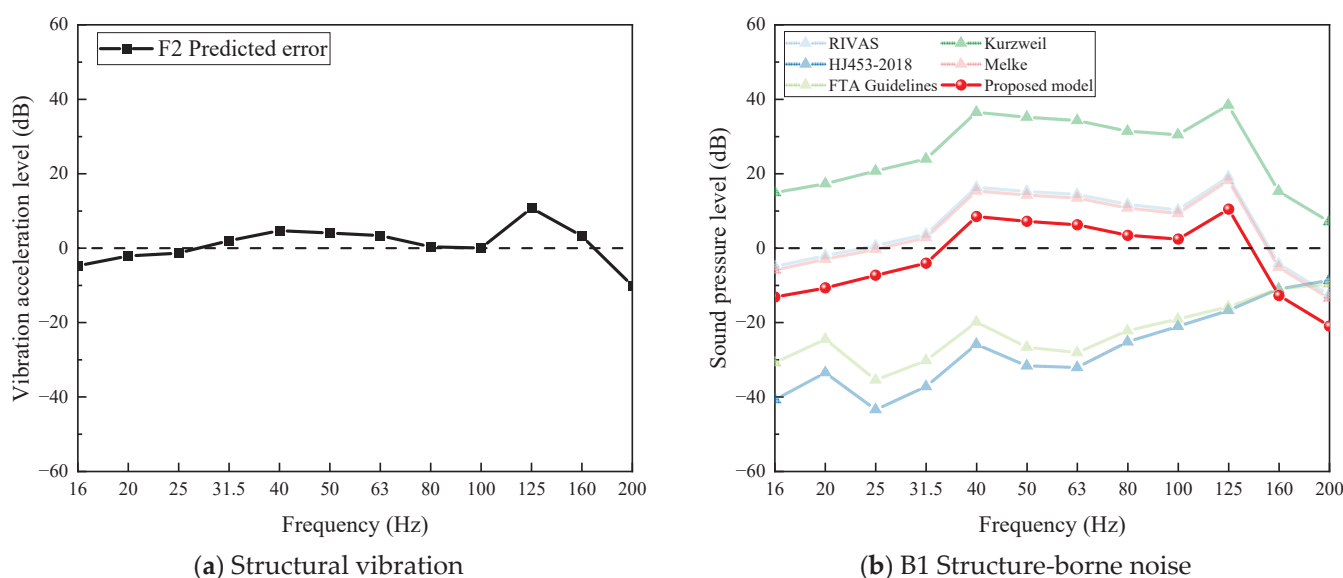 60
40
20
0
−20
−40
−60
Vibration acceleration level (dB)
F2 Predicted error
16 20 25 31.5 40 50 63 80 100 125 160 200
Frequency (Hz)
(a) Structural vibration
60
40
20
0
−20
−40
−60
Sound pressure level (dB)
RIVAS Kurzweil
HJ453-2018 Melke
FTA Guidelines Proposed model
16 20 25 31.5 40 50 63 80 100 125 160 200
Frequency (Hz)
(b) B1 Structure-borne noise